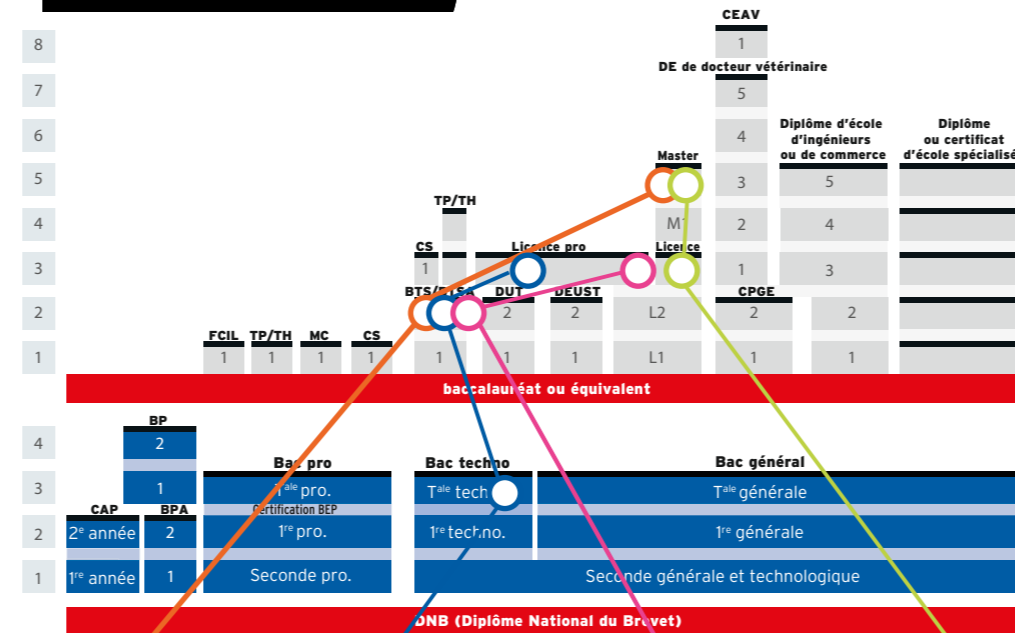 CEAV
8 1
DE de docteur vétérinaire
7 5
6 4
Diplôme d'école
d'ingénieurs
ou de commerce
Diplôme
ou certificat
d'école spécialisé
Master
5 3 5
TP/TH
4 M1 2 4
CS Licence pro Licence
3 1 1 3
BTS/BTSA DUT DEUST CPGE
2 2 2 L2 2 2
FCIL TP/TH MC CS
1 1 1 1 1 1 1 1 L1 1 1
baccalauréat ou équivalent
BP
4 2
Bac pro Bac techno Bac général
3 1 Tale pro. Tale tech Tale générale
CAP BPA Certification BEP
2 2e année 2 1re pro. 1re techno. 1re générale
1 1re année 1 Seconde pro. Seconde générale et technologique
DNB (Diplôme National du Brevet)